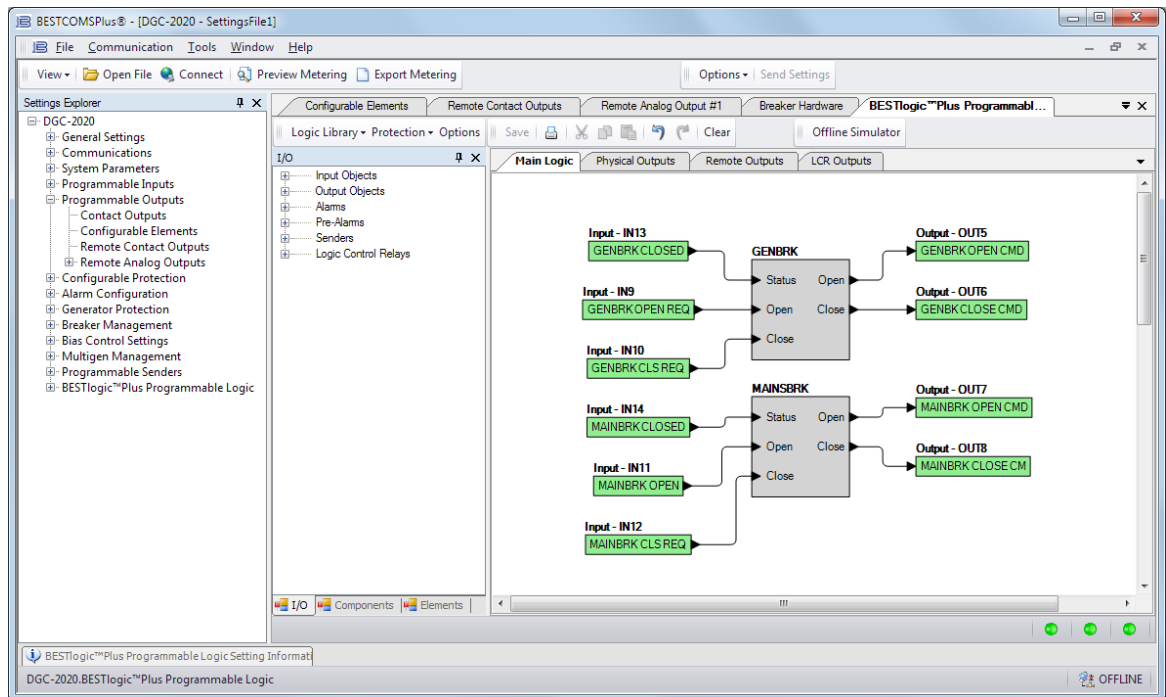 BESTCOMSPlus® - [DGC-2020 - SettingsFile1]
File Communication Tools Window Help
View Open File Connect Preview Metering Export Metering Options Send Settings
Settings Explorer
DGC-2020
General Settings
Communications
System Parameters
Programmable Inputs
Programmable Outputs
Contact Outputs
Configurable Elements
Remote Contact Outputs
Remote Analog Outputs
Configurable Protection
Alarm Configuration
Generator Protection
Breaker Management
Bias Control Settings
Multigen Management
Programmable Senders
BESTlogic™Plus Programmable Logic
Configurable Elements Remote Contact Outputs Remote Analog Output #1 Breaker Hardware BESTlogic™Plus Programmabl...
Logic Library Protection Options Save Clear Offline Simulator
I/O
Input Objects
Output Objects
Alarms
Pre-Alarms
Senders
Logic Control Relays
I/O Components Elements
Main Logic Physical Outputs Remote Outputs LCR Outputs
Input - IN13
GENBRK CLOSED
Input - IN9
GENBRK OPEN REQ
Input - IN10
GENBRK CLS REQ
GENBRK
Status Open
Open Close
Close
Output - OUT5
GENBRK OPEN CMD
Output - OUT6
GENBK CLOSE CMD
Input - IN14
MAINBRK CLOSED
Input - IN11
MAINBRK OPEN
Input - IN12
MAINBRK CLS REQ
MAINSBRK
Status Open
Open Close
Close
Output - OUT7
MAINBRK OPEN CMD
Output - OUT8
MAINBRK CLOSE CM
BESTlogic™Plus Programmable Logic Setting Informati
DGC-2020.BESTlogic™Plus Programmable Logic OFFLINE